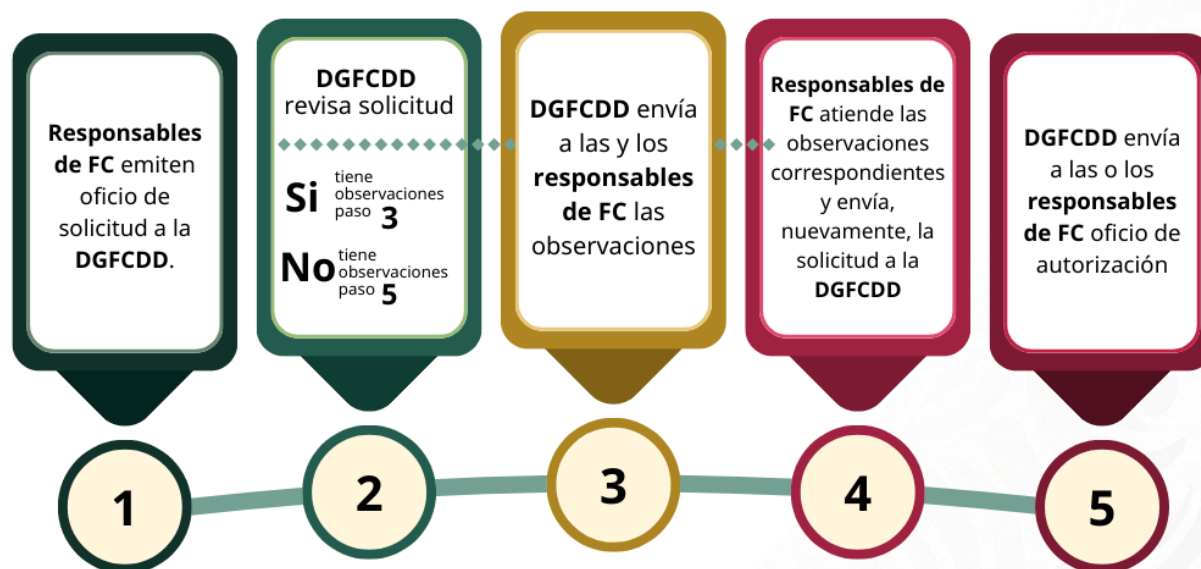 Responsables
de FC emiten
oficio de
solicitud a la
DGFCDD.
DGFCDD
revisa solicitud
Si tiene
observaciones
paso 3
No tiene
observaciones
paso 5
DGFCDD envía
a las y los
responsables
de FC las
observaciones
Responsables de
FC atiende las
observaciones
correspondientes
y envía,
nuevamente, la
solicitud a la
DGFCDD
DGFCDD envía
a las o los
responsables
de FC oficio de
autorización
1
2
3
4
5